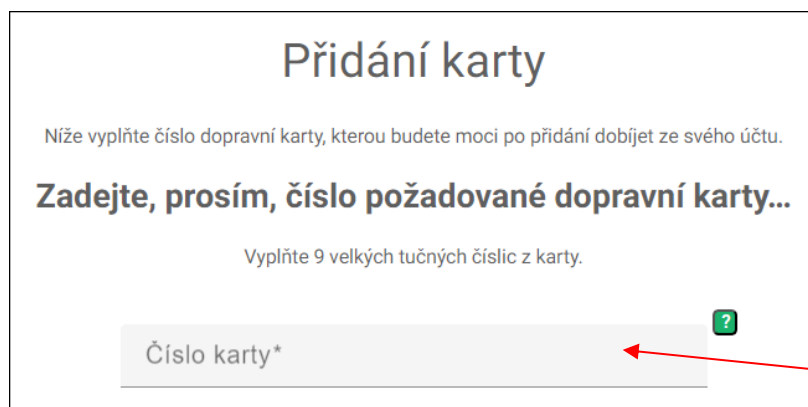 Přidání karty
Níže vyplňte číslo dopravní karty, kterou budete moci po přidání dobíjet ze svého účtu.
Zadejte, prosím, číslo požadované dopravní karty...
Vyplňte 9 velkých tučných číslic z karty.
?
Číslo karty*